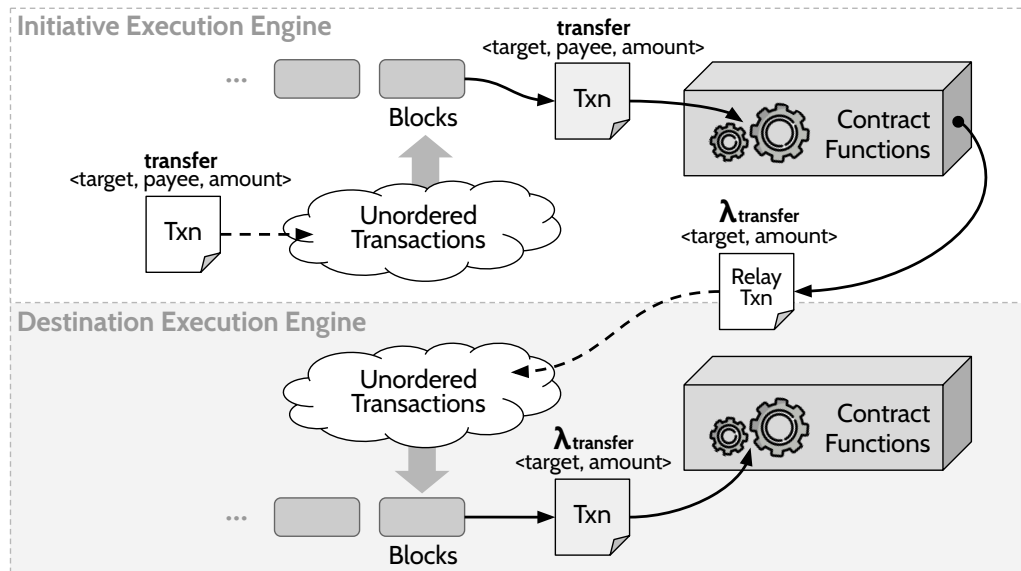 Initiative Execution Engine
transfer
<target, payee, amount>
...
Blocks
Txn
Contract
Functions
transfer
<target, payee, amount>
Txn
Unordered
Transactions
λtransfer
<target, amount>
Relay
Txn
Destination Execution Engine
Unordered
Transactions
Contract
Functions
λtransfer
<target, amount>
...
Blocks
Txn